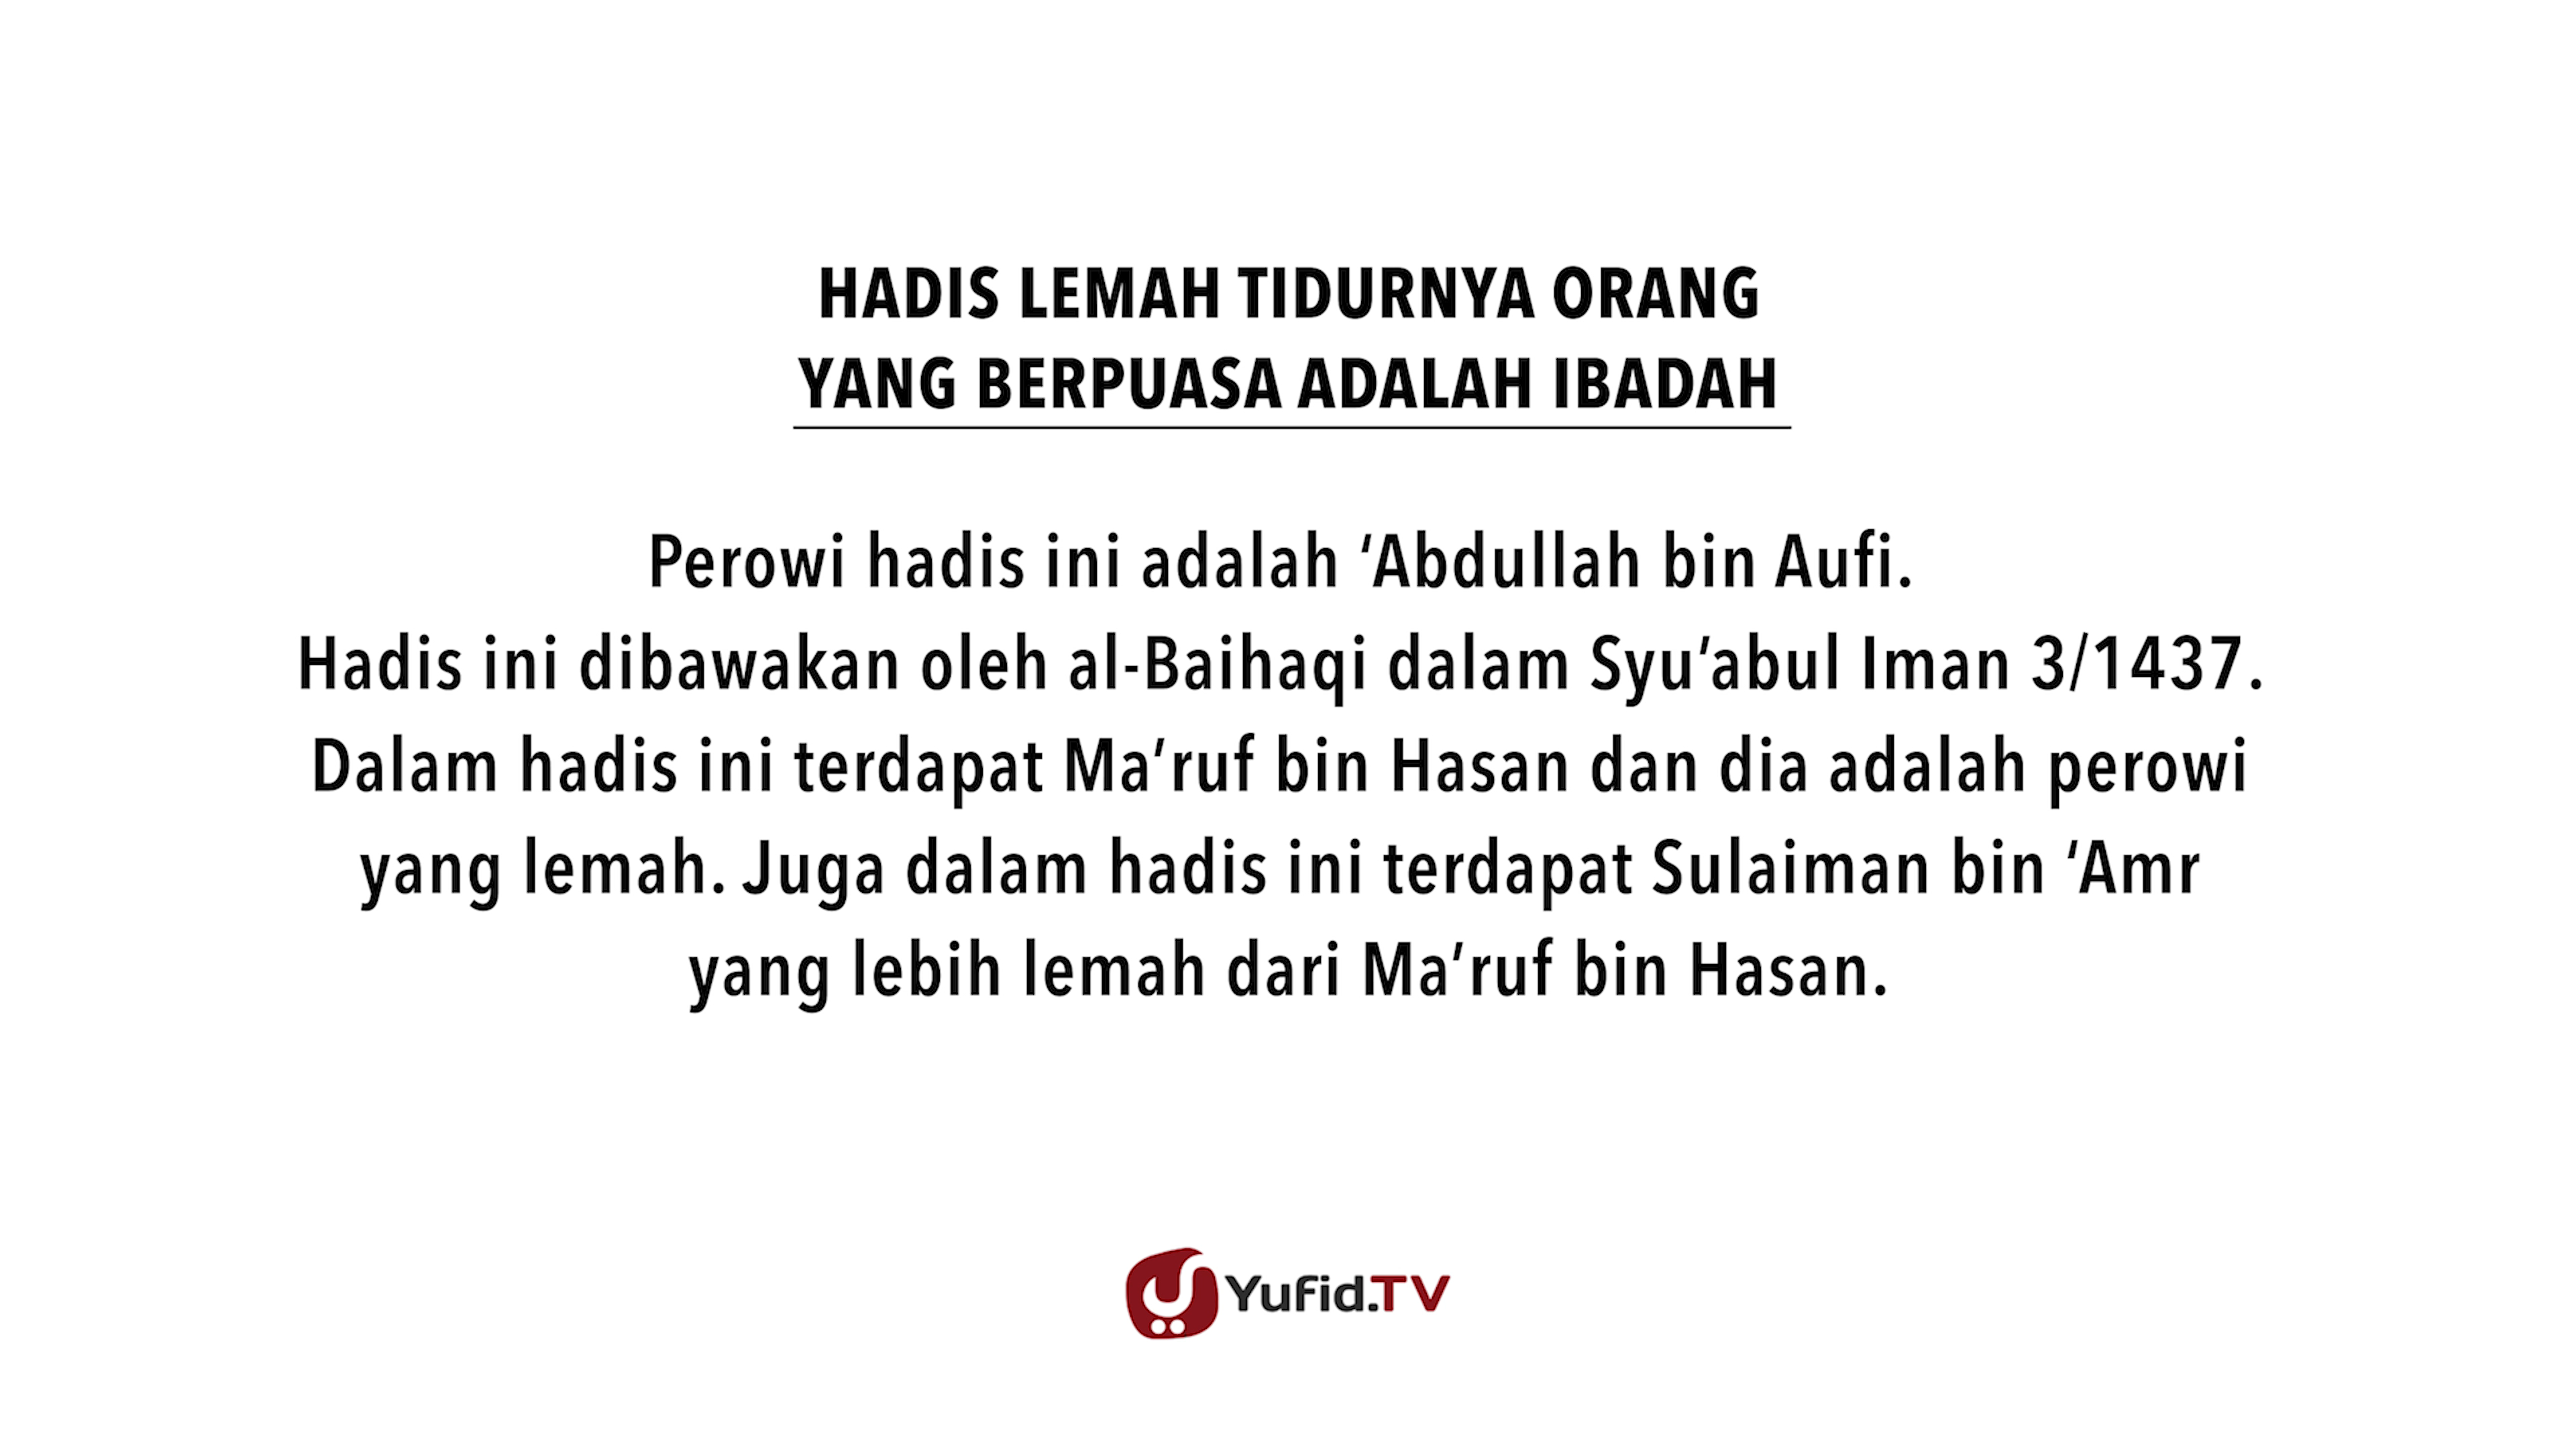 HADIS LEMAH TIDURNYA ORANG
YANG BERPUASA ADALAH IBADAH
Perowi hadis ini adalah ‘Abdullah bin Aufi.
Hadis ini dibawakan oleh al-Baihaqi dalam Syu’abul Iman 3/1437.
Dalam hadis ini terdapat Ma‘ruf bin Hasan dan dia adalah perowi
yang lemah. Juga dalam hadis ini terdapat Sulaiman bin ‘Amr
yang lebih lemah dari Ma‘ruf bin Hasan.
Yufid.TV